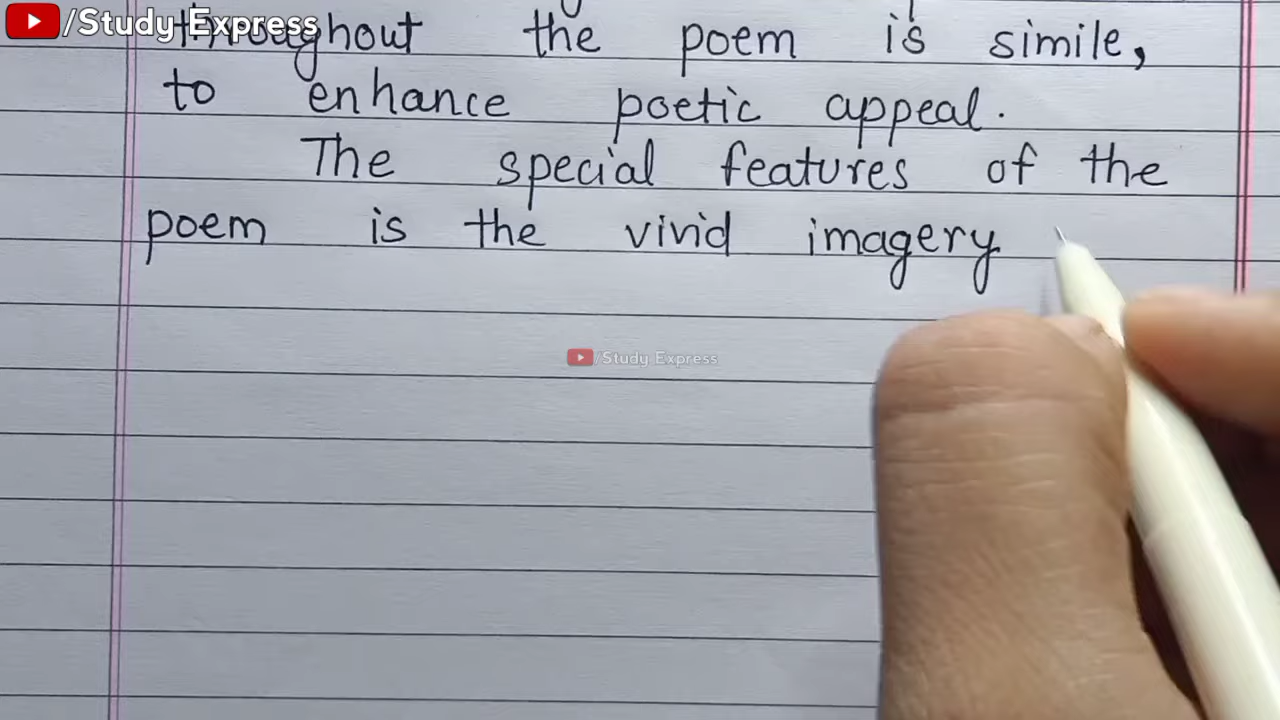 /Study Express
throughout the poem is simile,
to enhance poetic appeal.
The special features of the
poem is the vivid imagery
/Study Express